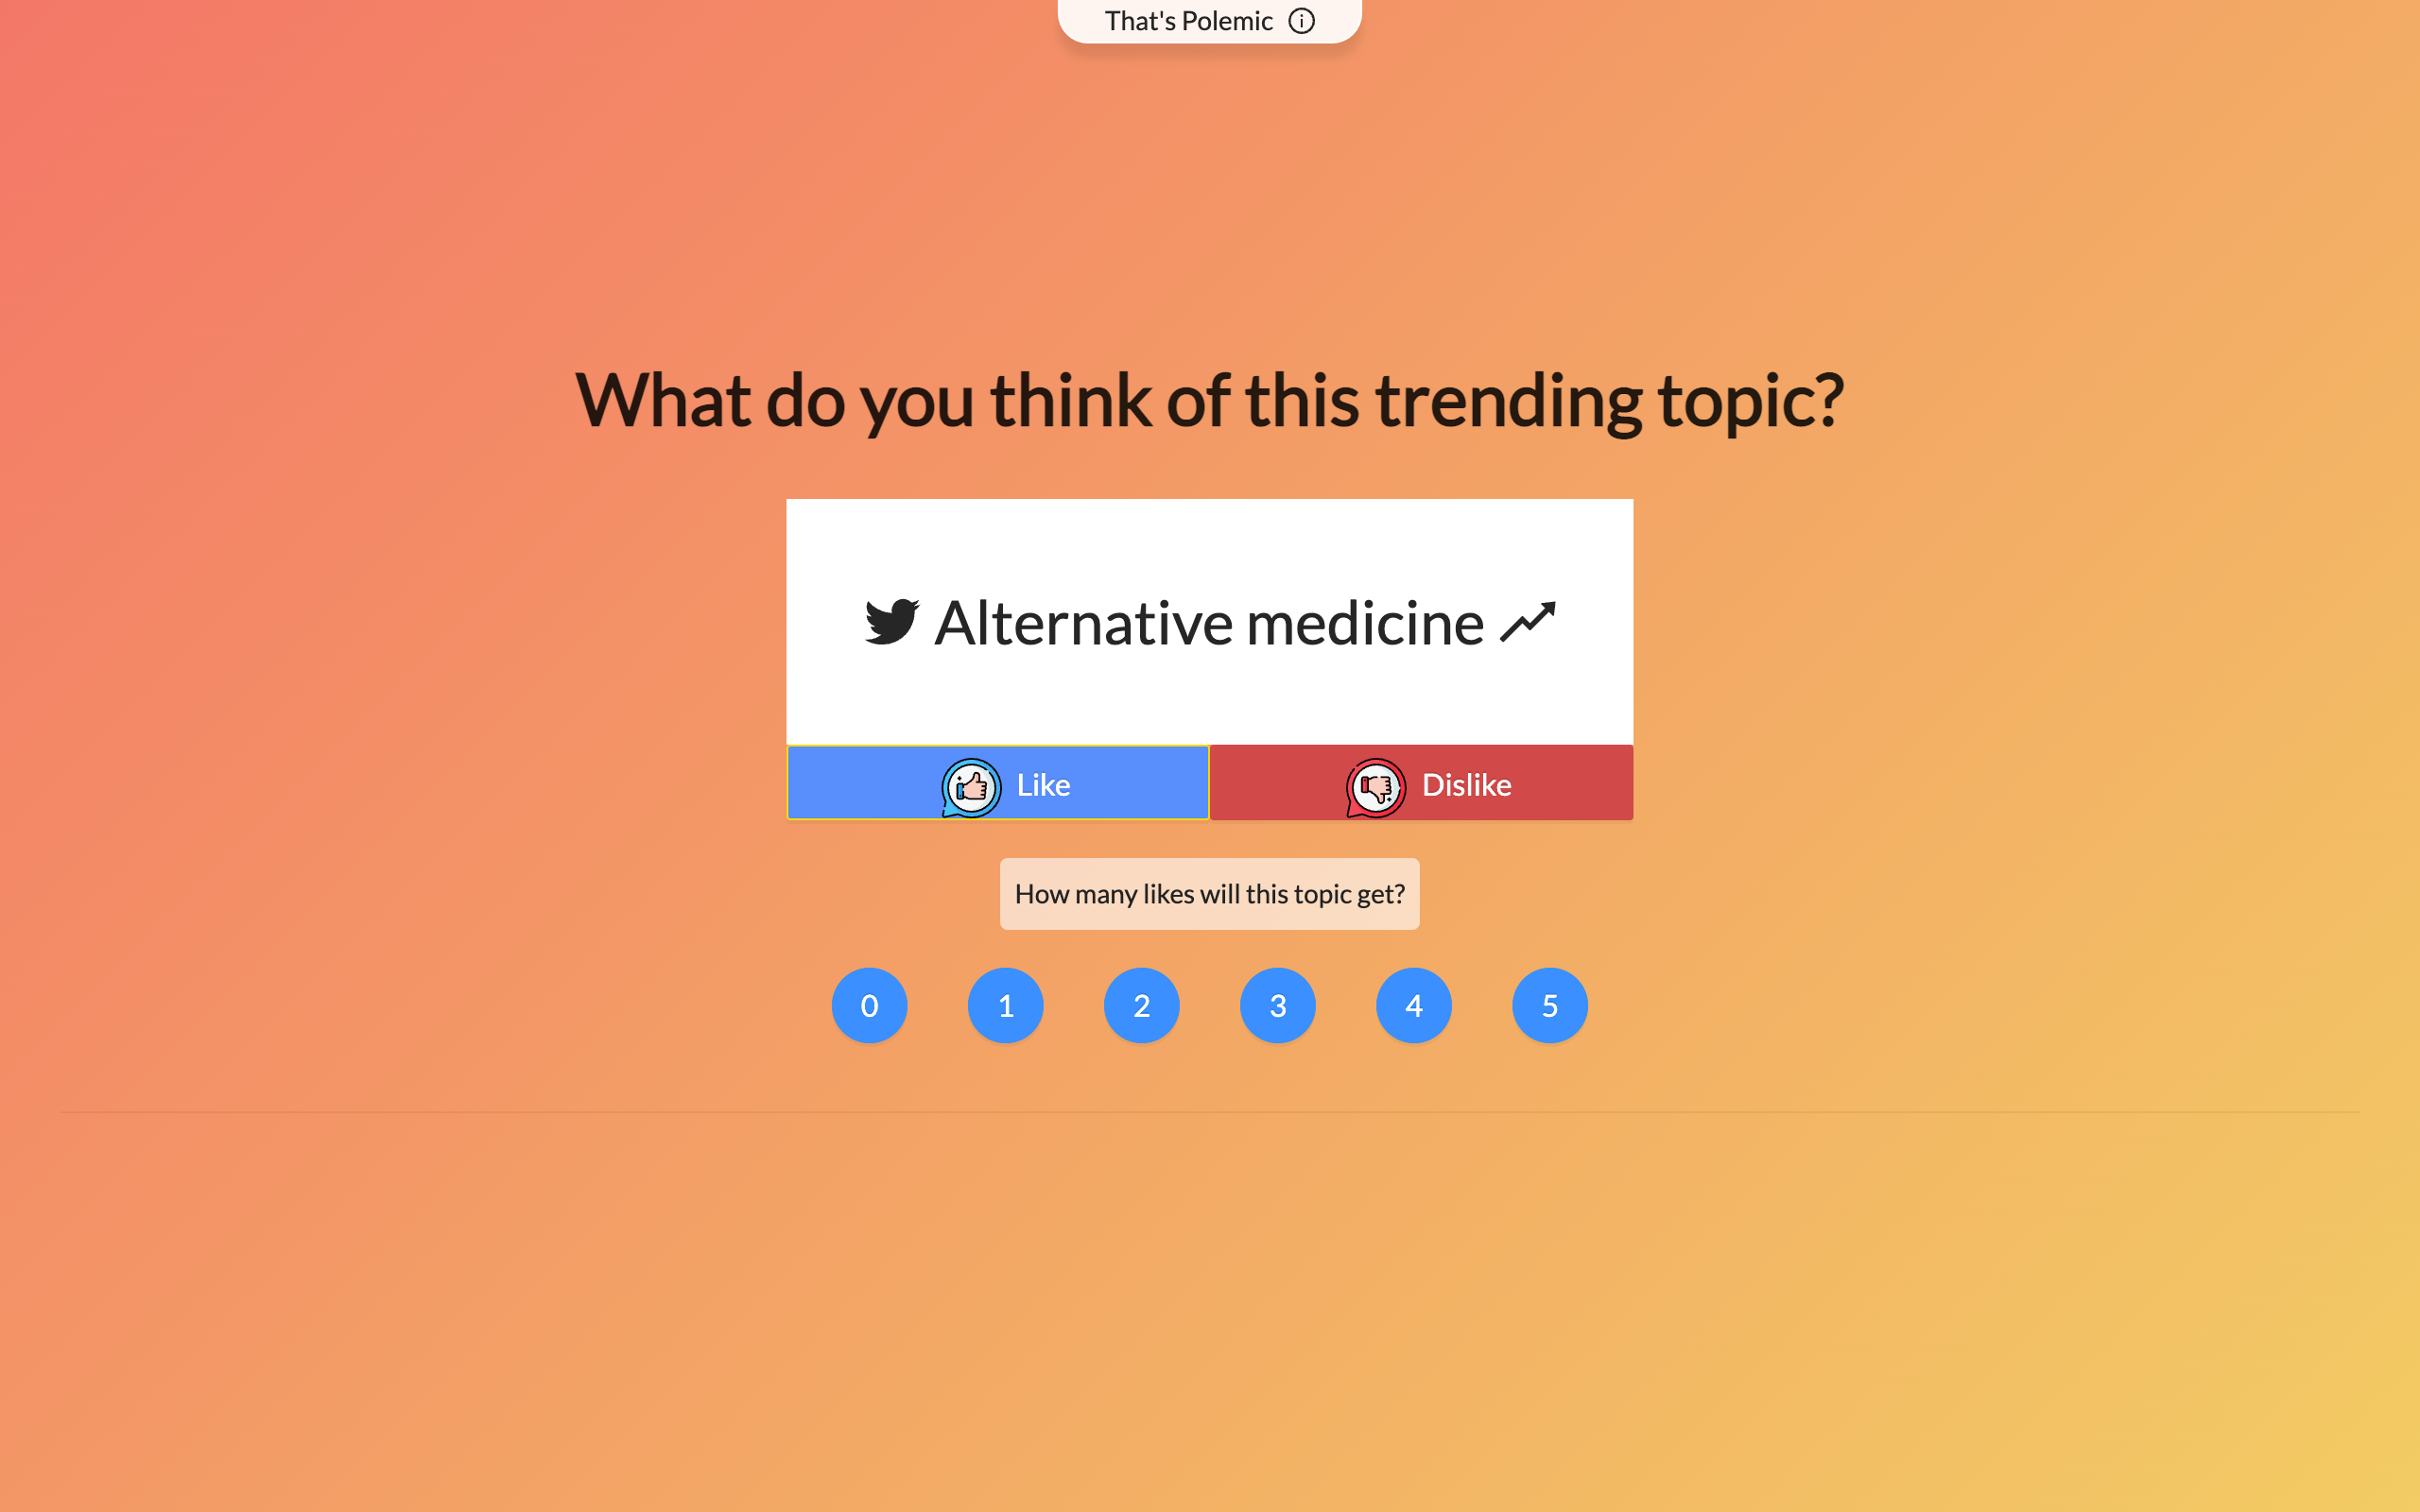 That's Polemic
What do you think of this trending topic?
Alternative medicine
Like
Dislike
How many likes will this topic get?
0
1
2
3
4
5